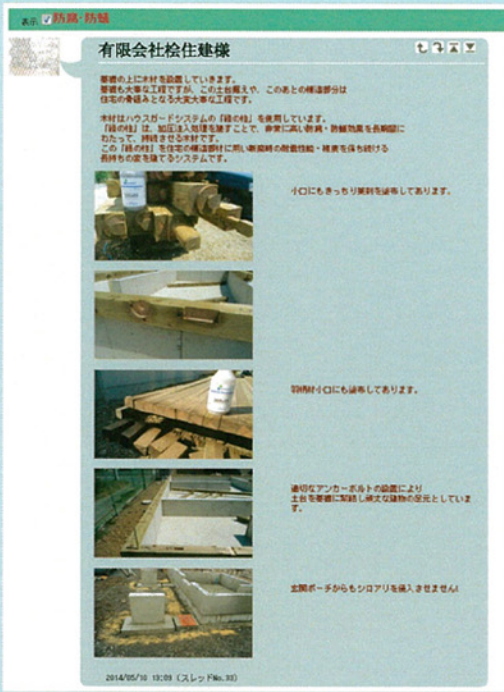 表示 防腐・防蟻
有限会社桧住建様
基礎の上に木材を設置していきます。
基礎も大事な工程ですが、この土台据えや、このあとの構造部分は
住宅の骨組みとなる大変大事な工程です。
木材はハウスガードシステムの「緑の柱」を使用しています。
「緑の柱」は、加圧注入処理を施すことで、非常に高い防腐・防蟻効果を長期間に
わたって、持続させる木材です。
この「緑の柱」を住宅の構造部材に用い新築時の耐震性能・強度を保ち続ける
長持ちの家を建てるシステムです。
小口にもきっちり薬剤を塗布してあります。
羽柄材小口にも塗布してあります。
適切なアンカーボルトの設置により
土台を基礎に緊結し頑丈な建物の足元としていま
す。
玄関ポーチからもシロアリを侵入させません!
2014/05/10 (スレッドNo.38)